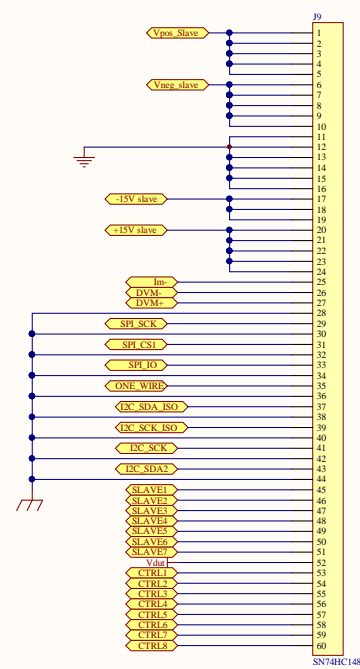 J9
Vpos_Slave 1
2
3
4
5
Vneg_slave 6
7
8
9
10
11
12
13
14
15
16
-15V slave 17
18
19
+15V slave 20
21
22
23
24
Im- 25
DVM- 26
DVM+ 27
28
SPI_SCK 29
30
SPI_CS1 31
32
SPI_IO 33
34
ONE_WIRE 35
36
I2C_SDA_ISO 37
38
I2C_SCK_ISO 39
40
I2C_SCK 41
42
I2C_SDA2 43
44
SLAVE1 45
SLAVE2 46
SLAVE3 47
SLAVE4 48
SLAVE5 49
SLAVE6 50
SLAVE7 51
Vdut 52
CTRL1 53
CTRL2 54
CTRL3 55
CTRL4 56
CTRL5 57
CTRL6 58
CTRL7 59
CTRL8 60
SN74HC148